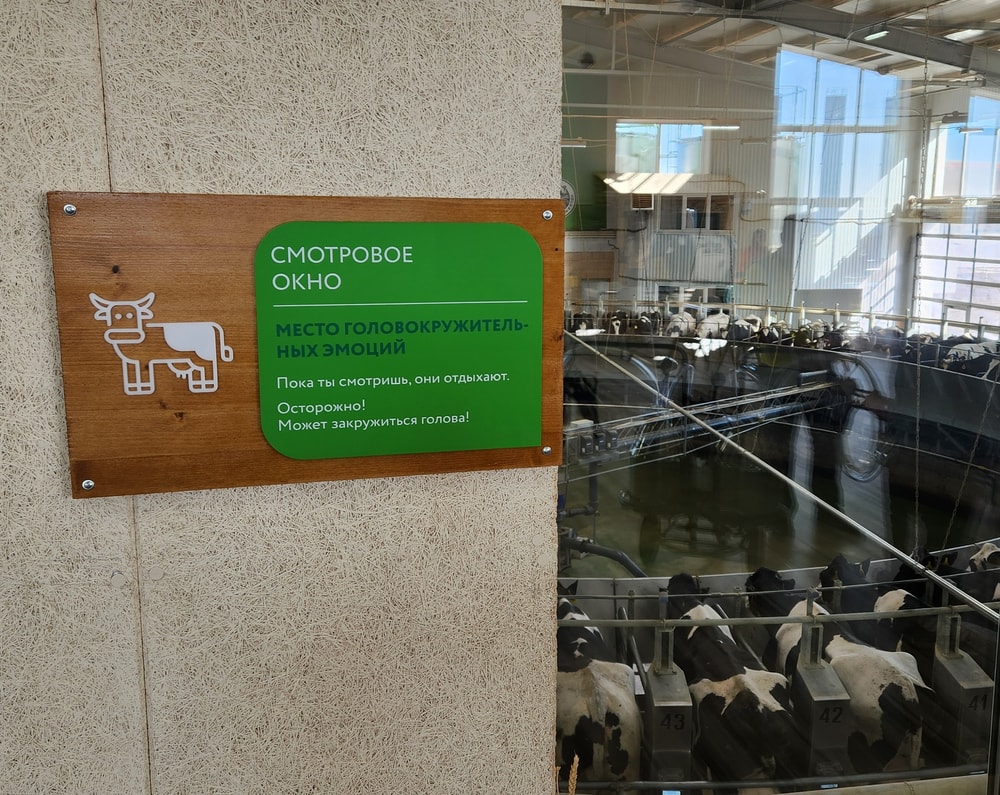 СМОТРОВОЕ
ОКНО
МЕСТО ГОЛОВОКРУЖИТЕЛЬ-
НЫХ ЭМОЦИЙ
Пока ты смотришь, они отдыхают.
Осторожно!
Может закружиться голова!
43
42
41